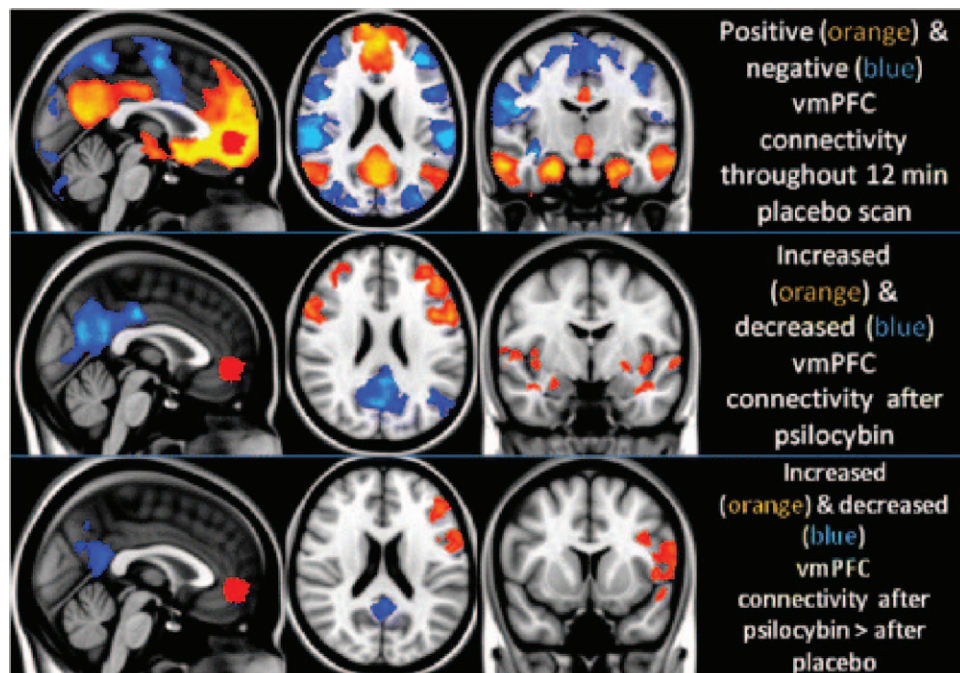 Positive (orange) &
negative (blue)
vmPFC
connectivity
throughout 12 min
placebo scan
Increased
(orange) &
decreased (blue)
vmPFC
connectivity after
psilocybin
Increased
(orange) & decreased
(blue)
vmPFC
connectivity after
psilocybin > after
placebo